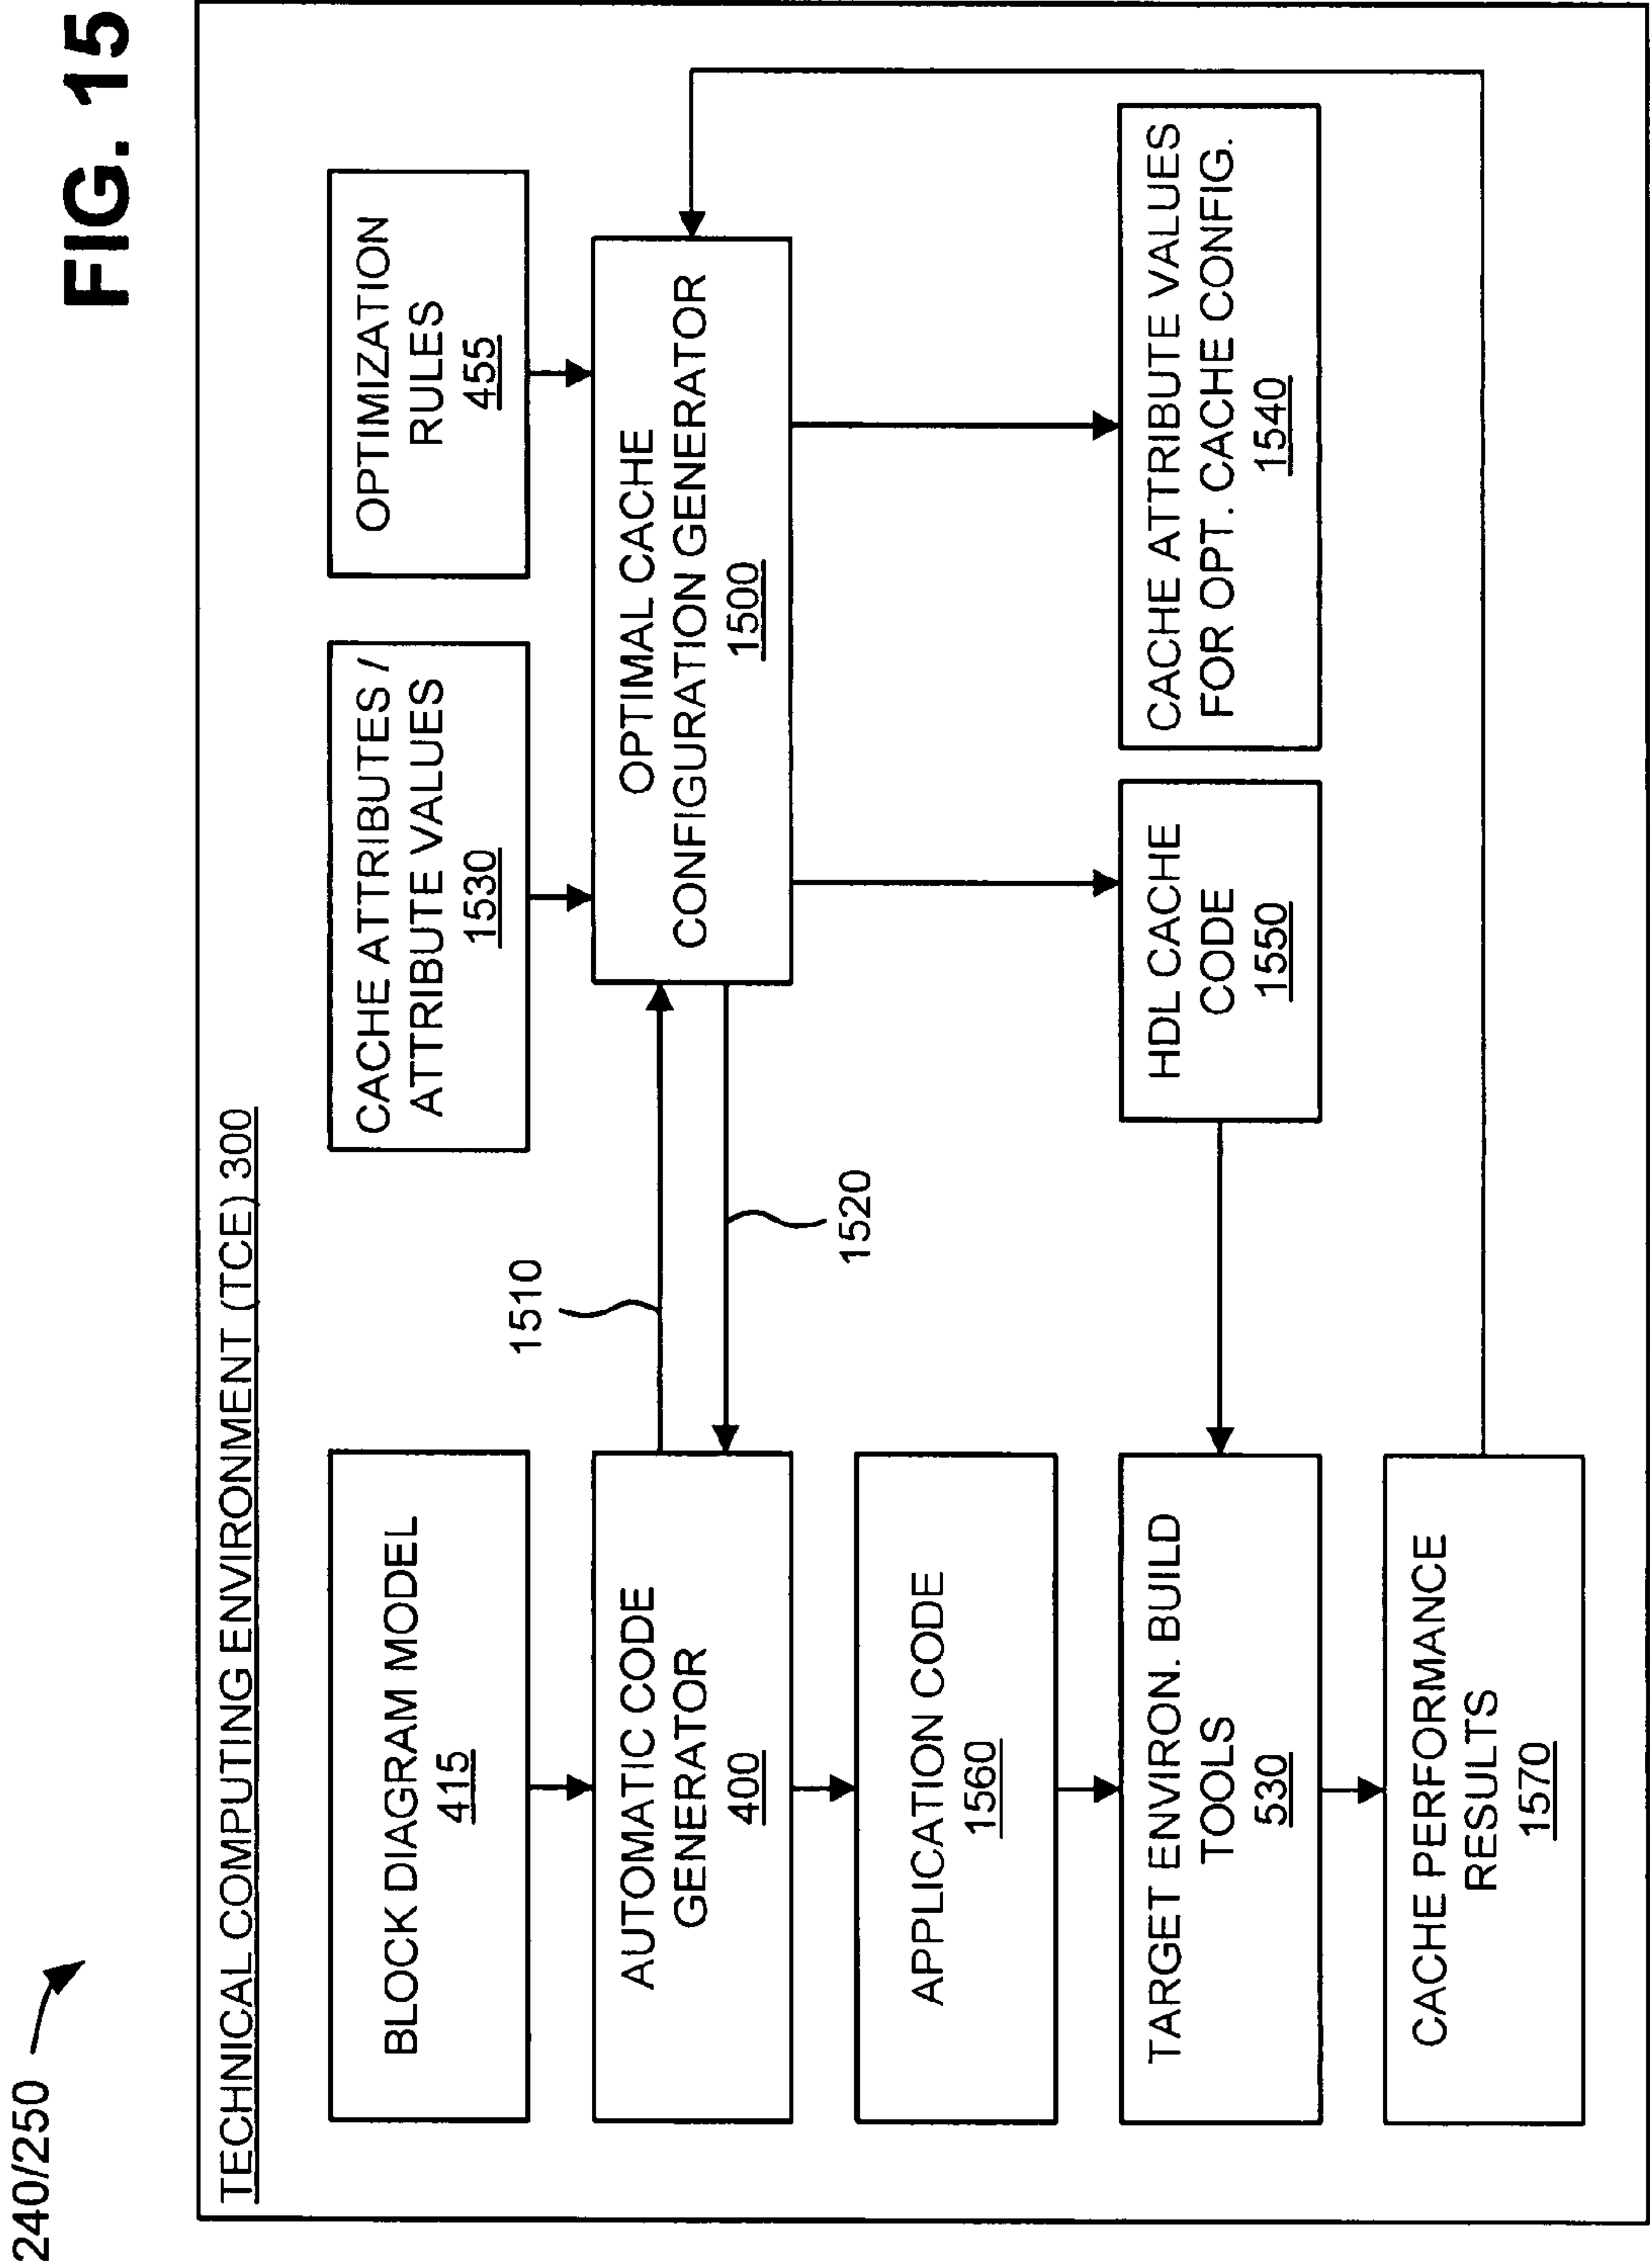 240/250
FIG. 15
TECHNICAL COMPUTING ENVIRONMENT (TCE) 300
BLOCK DIAGRAM MODEL
415
CACHE ATTRIBUTES /
ATTRIBUTE VALUES
1530
OPTIMIZATION
RULES
455
AUTOMATIC CODE
GENERATOR
400
1510
1520
OPTIMAL CACHE
CONFIGURATION GENERATOR
1500
APPLICATION CODE
1560
TARGET ENVIRON. BUILD
TOOLS
530
HDL CACHE
CODE
1550
CACHE ATTRIBUTE VALUES
FOR OPT. CACHE CONFIG.
1540
CACHE PERFORMANCE
RESULTS
1570